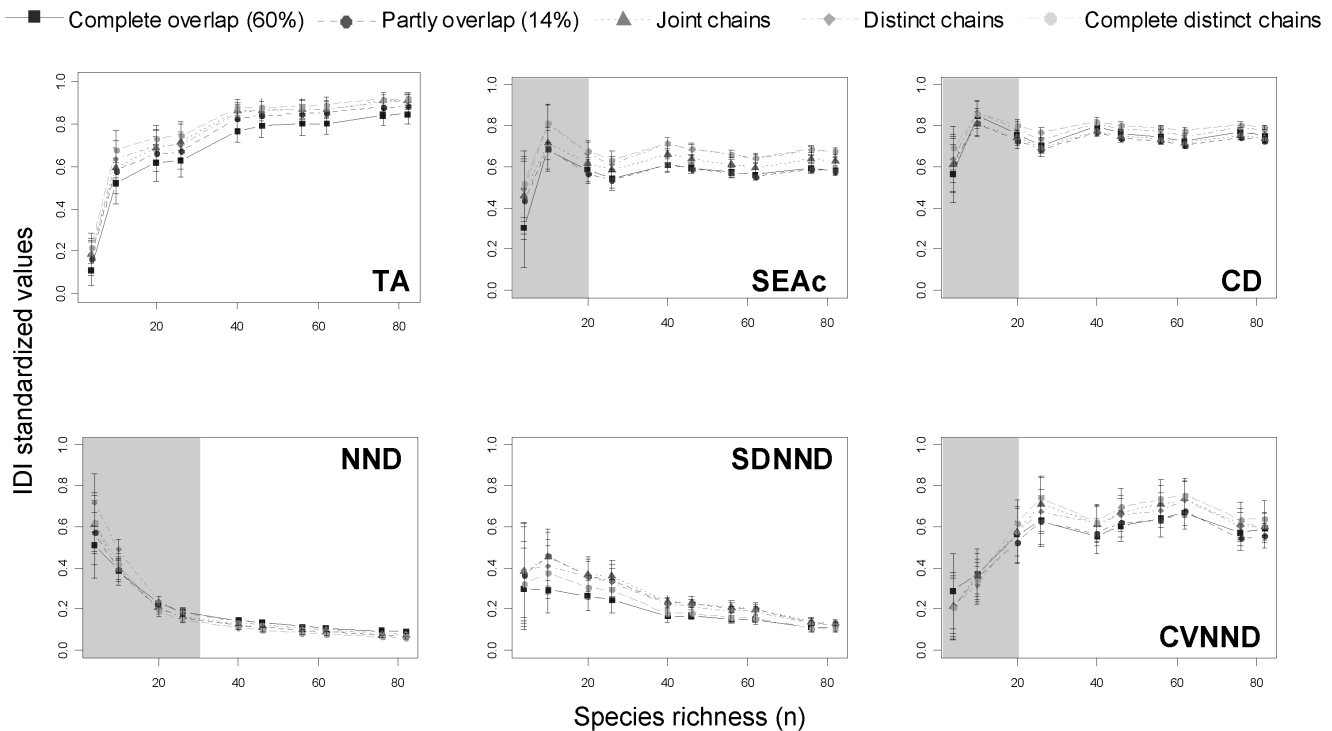 Complete overlap (60%) Partly overlap (14%) Joint chains Distinct chains Complete distinct chains
IDI standardized values
1.0
0.8
0.6
0.4
0.2
0.0
TA
20 40 60 80
1.0
0.8
0.6
0.4
0.2
0.0
SEAc
20 40 60 80
1.0
0.8
0.6
0.4
0.2
0.0
CD
20 40 60 80
1.0
0.8
0.6
0.4
0.2
0.0
NND
20 40 60 80
1.0
0.8
0.6
0.4
0.2
0.0
SDNND
20 40 60 80
1.0
0.8
0.6
0.4
0.2
0.0
CVNND
20 40 60 80
Species richness (n)